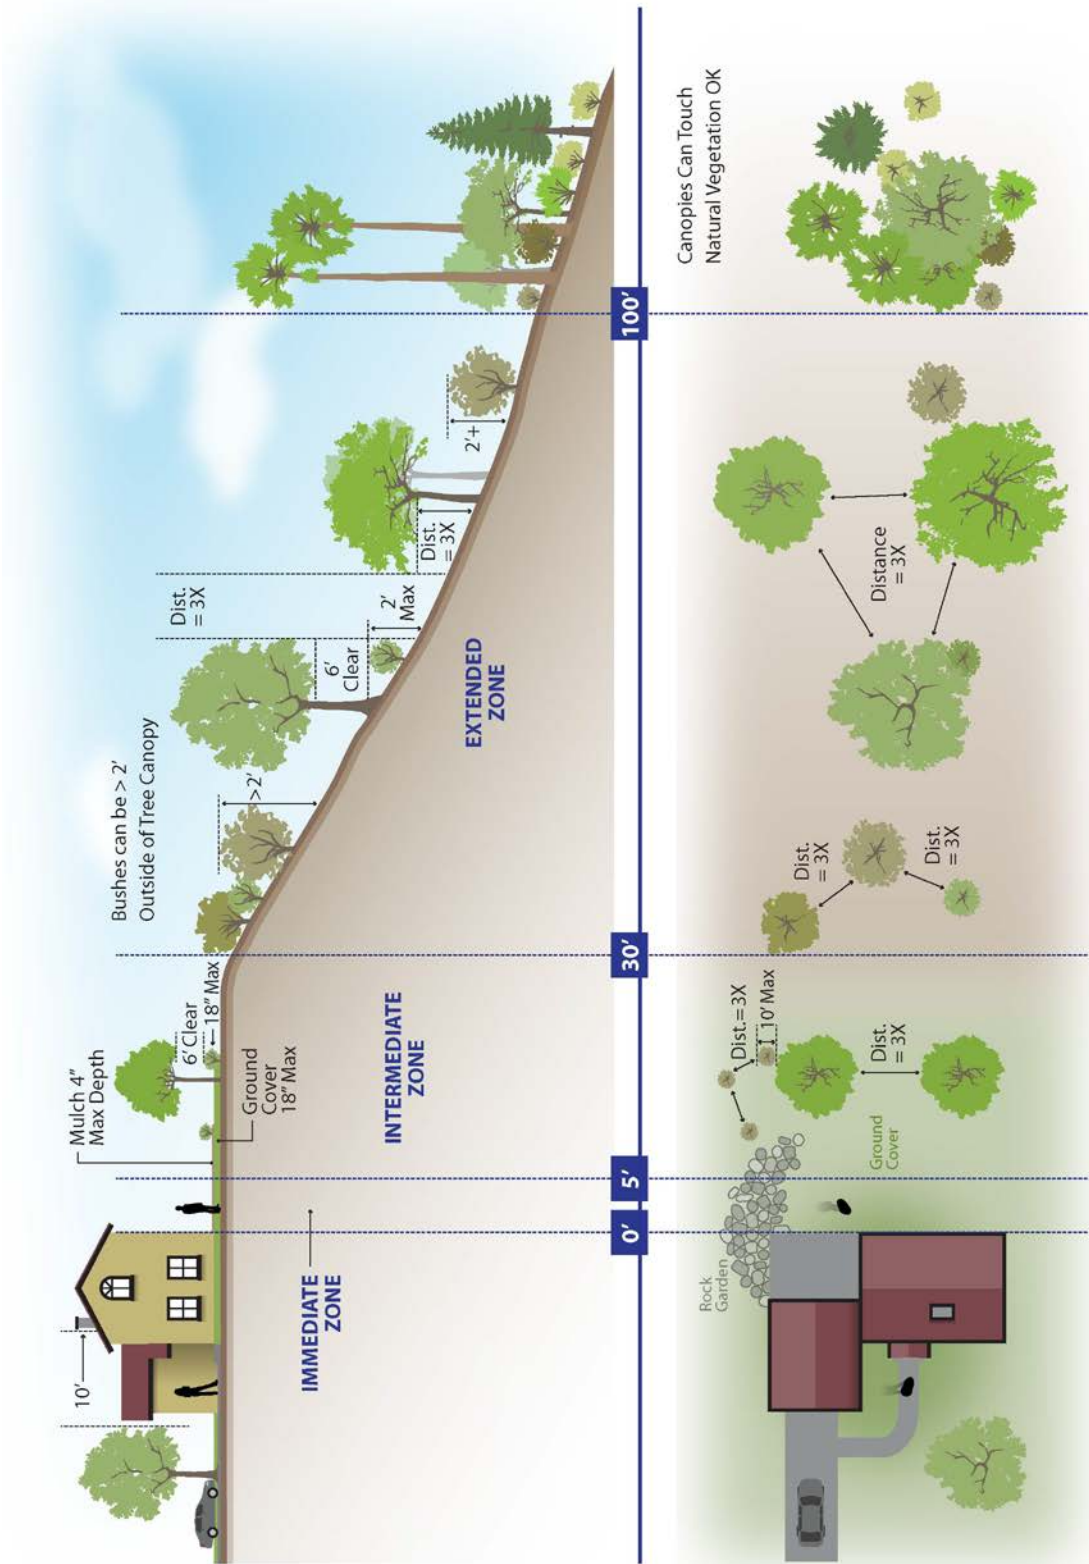 Mulch 4"
Max Depth
10'
6' Clear
18" Max
Ground
Cover
18" Max
Bushes can be > 2'
Outside of Tree Canopy
>2'
Dist.
= 3X
6'
Clear
2'
Max
Dist.
= 3X
2'+
IMMEDIATE
ZONE
INTERMEDIATE
ZONE
EXTENDED
ZONE
0'
5'
30'
100'
Rock
Garden
Ground
Cover
Dist.= 3X
10' Max
Dist.
= 3X
Dist.
= 3X
Dist.
= 3X
Distance
= 3X
Canopies Can Touch
Natural Vegetation OK